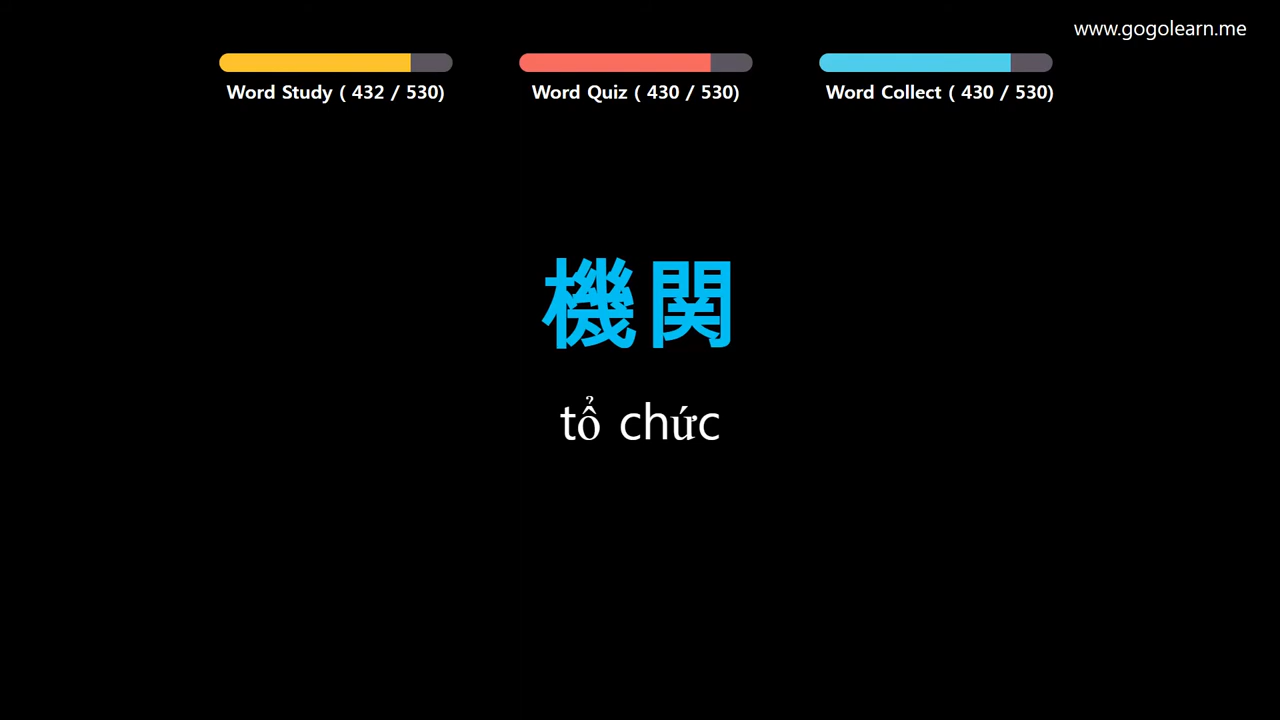 www.gogolearn.me
Word Study ( 432 / 530)
Word Quiz ( 430 / 530)
Word Collect ( 430 / 530)
機関
tổ chức